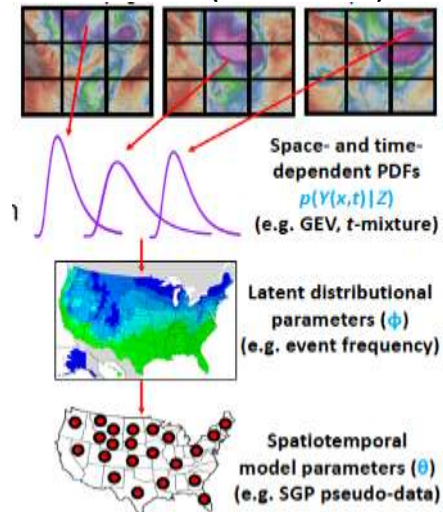 Space- and time-
dependent PDFs
p(Y(x,t)|Z)
(e.g. GEV, t-mixture)
Latent distributional
parameters (ϕ)
(e.g. event frequency)
Spatiotemporal
model parameters (θ)
(e.g. SGP pseudo-data)